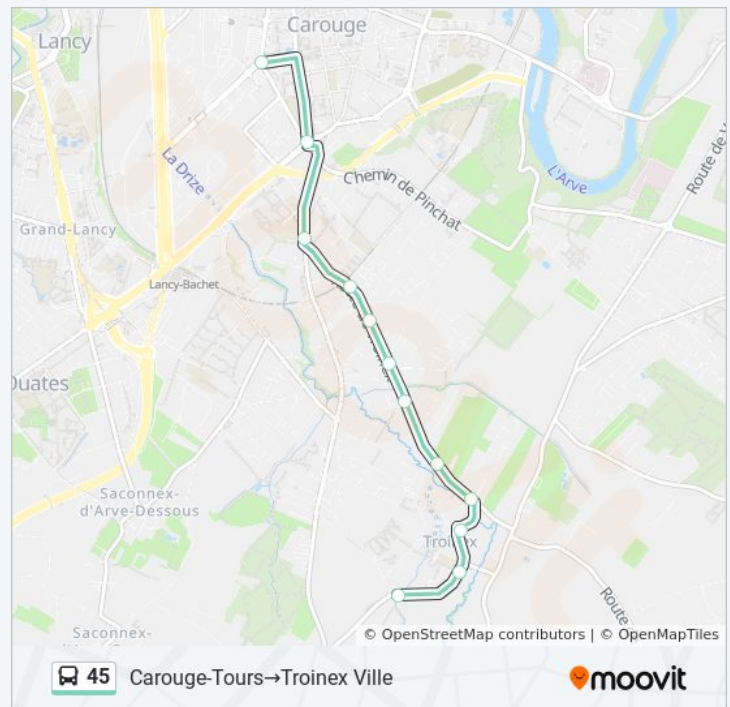 Carouge
Lancy
La Drize
Chemin de Pinchat
L'Arve
Route de V
Grand-Lancy
Lancy-Bachet
Ouates
Saconnex-
d'Arve-Dessous
Troinex
Route
Saconnex-
© OpenStreetMap contributors | © OpenMapTiles
45 Carouge-Tours→Troinex Ville
moovit